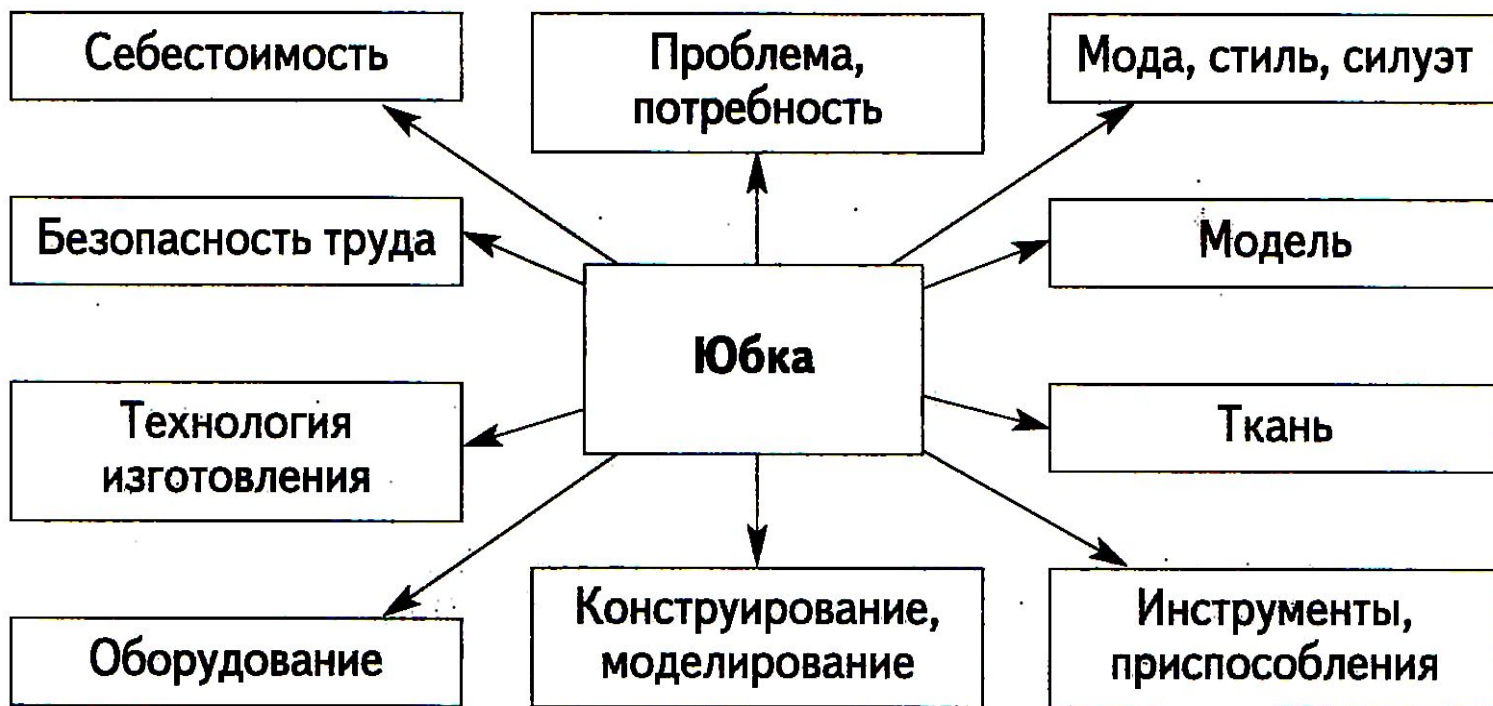 Себестоимость
Проблема,
потребность
Мода, стиль, силуэт
Безопасность труда
Модель
Юбка
Технология
изготовления
Ткань
Оборудование
Конструирование,
моделирование
Инструменты,
приспособления